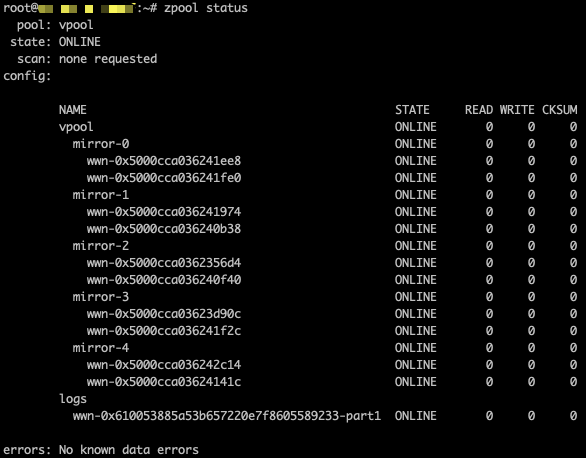 root@:~# zpool status
pool: vpool
state: ONLINE
scan: none requested
config:
NAME STATE READ WRITE CKSUM
vpool ONLINE 0 0 0
mirror-0 ONLINE 0 0 0
wwn-0x5000cca036241ee8 ONLINE 0 0 0
wwn-0x5000cca036241fe0 ONLINE 0 0 0
mirror-1 ONLINE 0 0 0
wwn-0x5000cca036241974 ONLINE 0 0 0
wwn-0x5000cca036240b38 ONLINE 0 0 0
mirror-2 ONLINE 0 0 0
wwn-0x5000cca0362356d4 ONLINE 0 0 0
wwn-0x5000cca036240f40 ONLINE 0 0 0
mirror-3 ONLINE 0 0 0
wwn-0x5000cca03623d90c ONLINE 0 0 0
wwn-0x5000cca036241f2c ONLINE 0 0 0
mirror-4 ONLINE 0 0 0
wwn-0x5000cca036242c14 ONLINE 0 0 0
wwn-0x5000cca03624141c ONLINE 0 0 0
logs
wwn-0x610053885a53b657220e7f8605589233-part1 ONLINE 0 0 0
errors: No known data errors